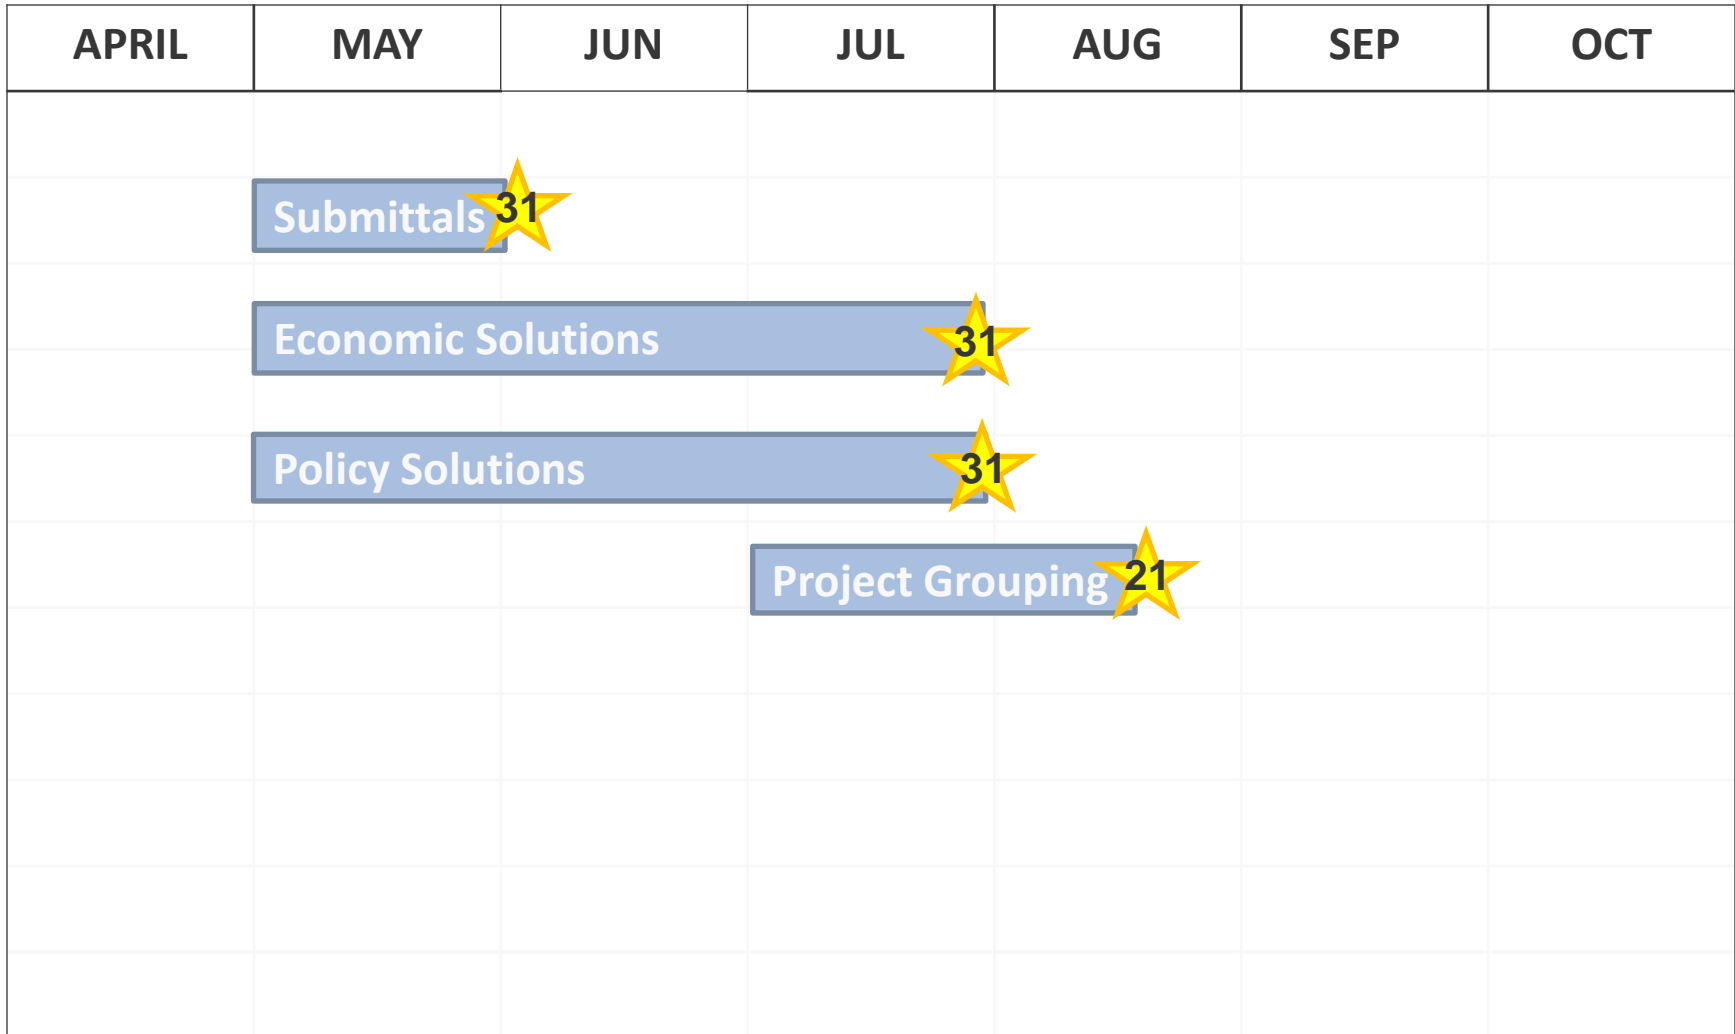 APRIL MAY JUN JUL AUG SEP OCT
Submittals 31
Economic Solutions 31
Policy Solutions 31
Project Grouping 21